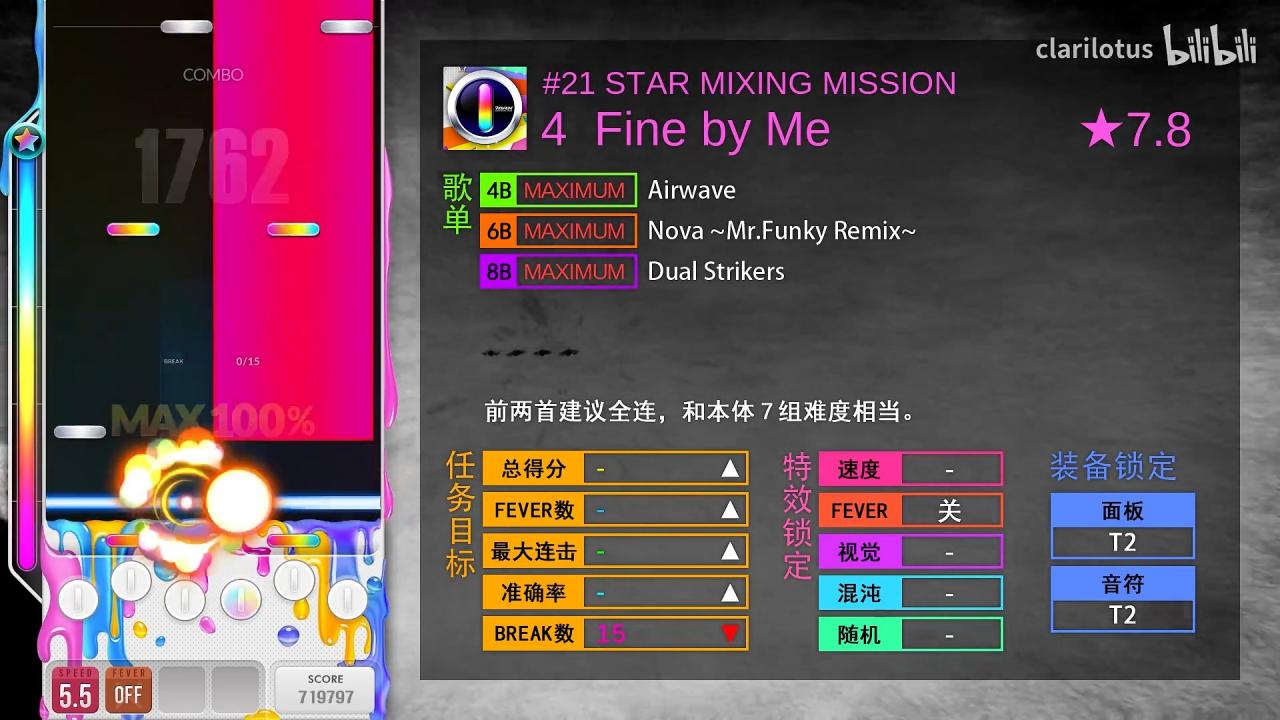 COMBO
1762
BREAK 0/15
MAX 100%
SPEED
5.5
FEVER
OFF
SCORE
719797
clarilotus bilibili
#21 STAR MIXING MISSION
4 Fine by Me
★7.8
歌单
4B MAXIMUM Airwave
6B MAXIMUM Nova ~Mr.Funky Remix~
8B MAXIMUM Dual Strikers
前两首建议全连，和本体７组难度相当。
任务目标
总得分 - ▲
FEVER数 - ▲
最大连击 - ▲
准确率 - ▲
BREAK数 15 ▼
特效锁定
速度 -
FEVER 关
视觉 -
混沌 -
随机 -
装备锁定
面板
T2
音符
T2